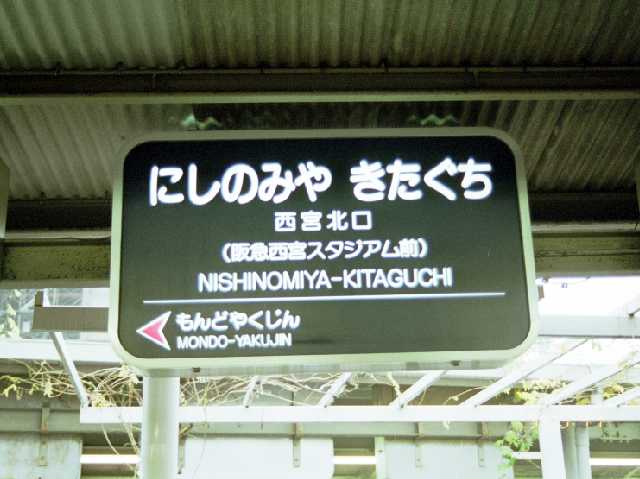 にしのみや きたぐち
西宮北口
(阪急西宮スタジアム前)
NISHINOMIYA-KITAGUCHI
もんどやくじん
MONDO-YAKUJIN